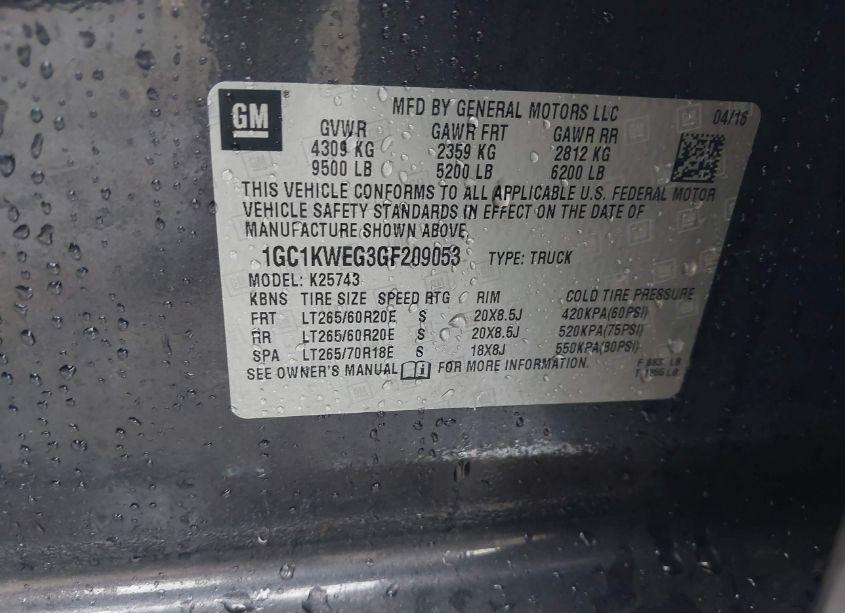 GM ® MFD BY GENERAL MOTORS LLC 04/16
GVWR GAWR FRT GAWR RR
4309 KG 2359 KG 2812 KG
9500 LB 5200 LB 6200 LB
THIS VEHICLE CONFORMS TO ALL APPLICABLE U.S. FEDERAL MOTOR
VEHICLE SAFETY STANDARDS IN EFFECT ON THE DATE OF
MANUFACTURE SHOWN ABOVE.
1GC1KWEG3GF209053 TYPE: TRUCK
MODEL: K25743
KBNS TIRE SIZE SPEED RTG RIM COLD TIRE PRESSURE
FRT LT265/60R20E S 20X8.5J 420KPA(60PSI)
RR LT265/60R20E S 20X8.5J 520KPA(75PSI)
SPA LT265/70R18E S 18X8J 550KPA(80PSI)
SEE OWNER'S MANUAL FOR MORE INFORMATION.
F LB
T LB